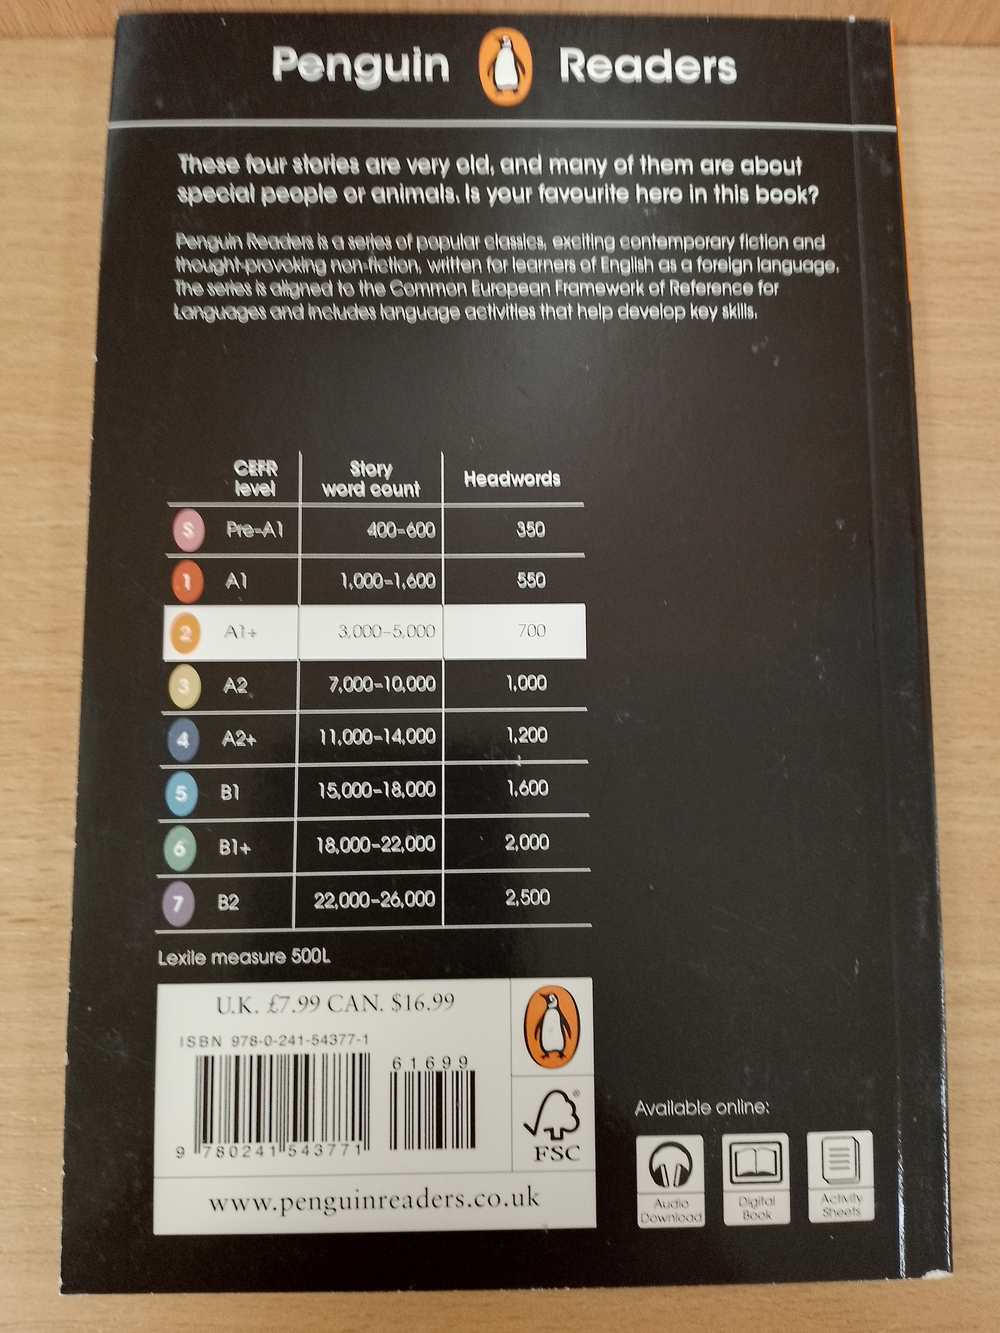 Penguin Readers
These four stories are very old, and many of them are about
special people or animals. Is your favourite hero in this book?
Penguin Readers is a series of popular classics, exciting contemporary fiction and
thought-provoking non-fiction, written for learners of English as a foreign language.
The series is aligned to the Common European Framework of Reference for
Languages and includes language activities that help develop key skills.
CEFR level Story word count Headwords
S Pre-A1 400–600 350
1 A1 1,000–1,600 550
2 A1+ 3,000–5,000 700
3 A2 7,000–10,000 1,000
4 A2+ 11,000–14,000 1,200
5 B1 15,000–18,000 1,600
6 B1+ 18,000–22,000 2,000
7 B2 22,000–26,000 2,500
Lexile measure 500L
U.K. £7.99 CAN. $16.99
ISBN 978-0-241-54377-1
61699
9 780241 543771
®
FSC
www.penguinreaders.co.uk
Available online:
Audio Download
Digital Book
Activity Sheets